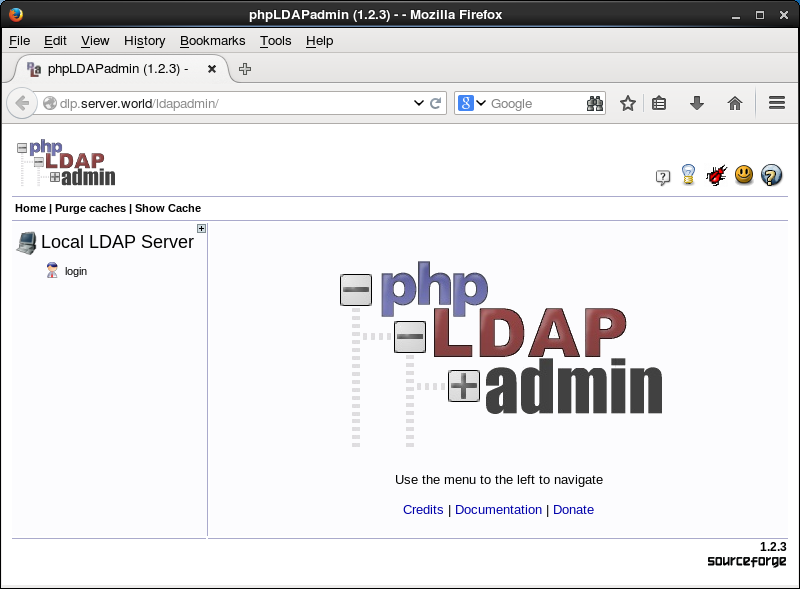 phpLDAPadmin (1.2.3) - - Mozilla Firefox
File Edit View History Bookmarks Tools Help
phpLDAPadmin (1.2.3) -
dlp.server.world/ldapadmin/
Google
php
LDAP
admin
Home | Purge caches | Show Cache
Local LDAP Server
login
php
LDAP
admin
Use the menu to the left to navigate
Credits | Documentation | Donate
1.2.3
sourceforge